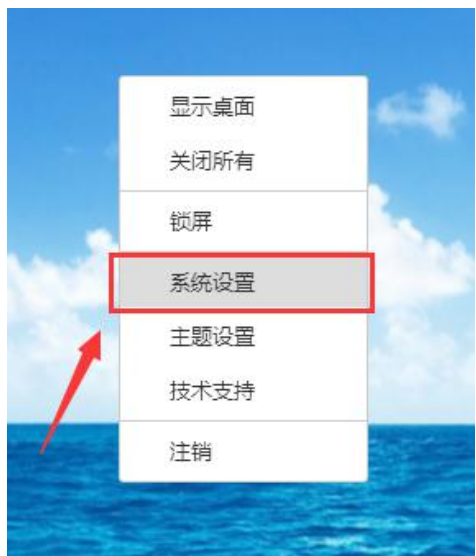 显示桌面
关闭所有
锁屏
系统设置
主题设置
技术支持
注销